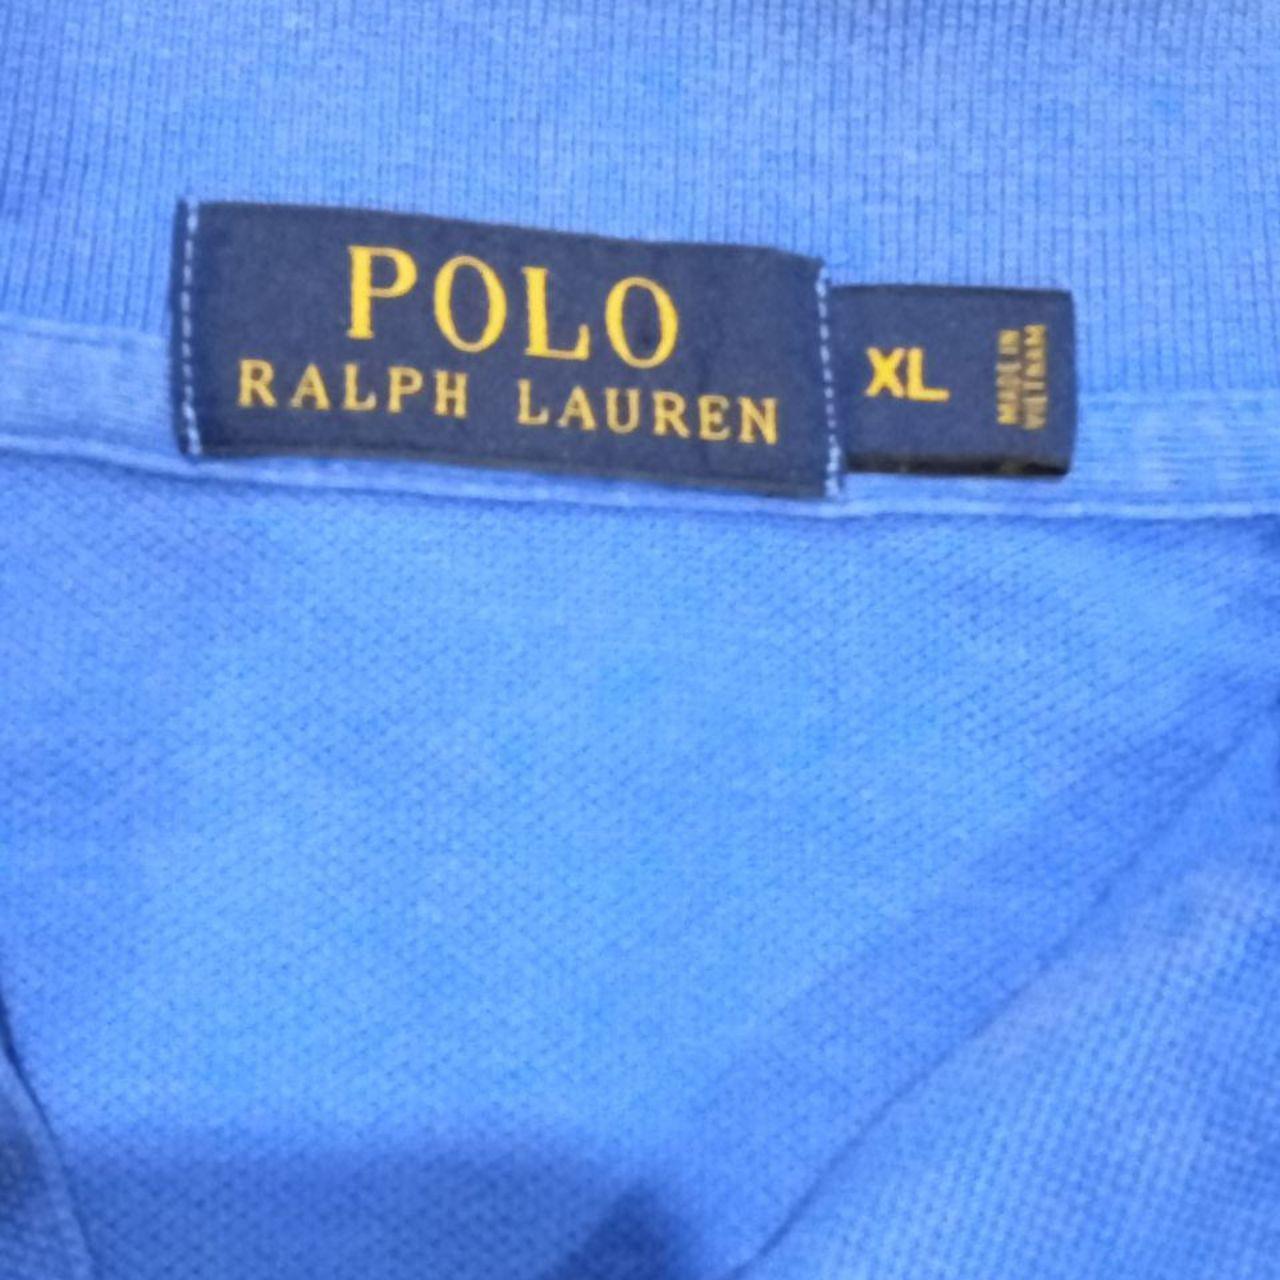 POLO
RALPH LAUREN
XL
MADE IN
VIETNAM